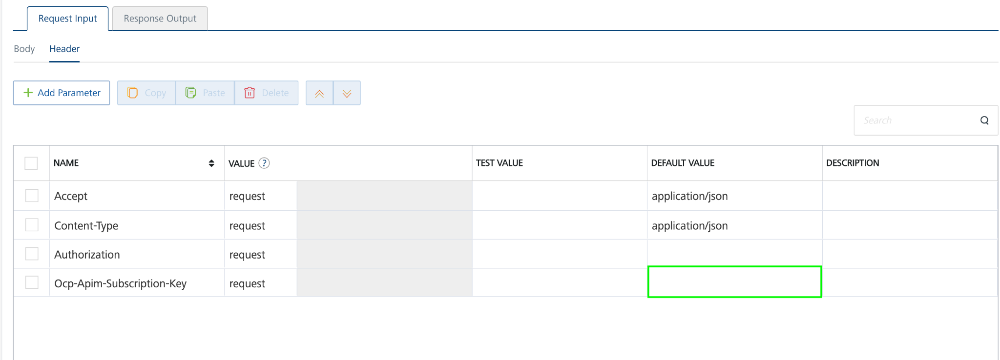 Request Input Response Output
Body Header
Add Parameter Copy Paste Delete
Search
NAME VALUE ? TEST VALUE DEFAULT VALUE DESCRIPTION
Accept request application/json
Content-Type request application/json
Authorization request
Ocp-Apim-Subscription-Key request